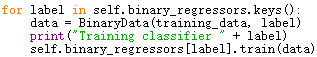 for label in self.binary_regressors.keys():
    data = BinaryData(training_data, label)
    print("Training classifier " + label)
    self.binary_regressors[label].train(data)